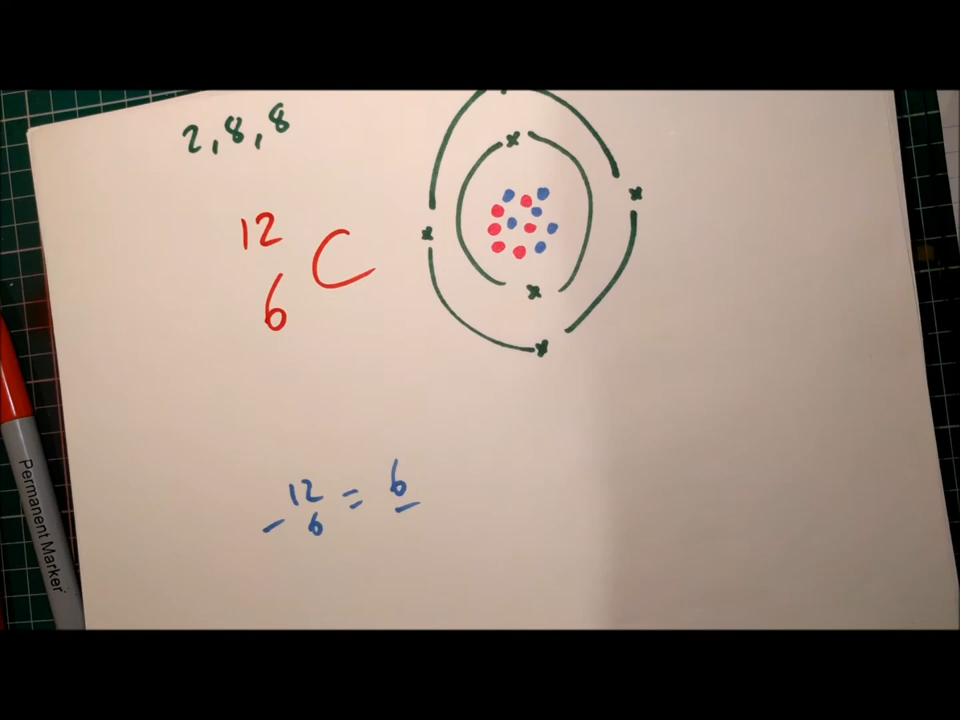 2, 8, 8
12
6 C
12 = 6
- 6
Permanent Marker